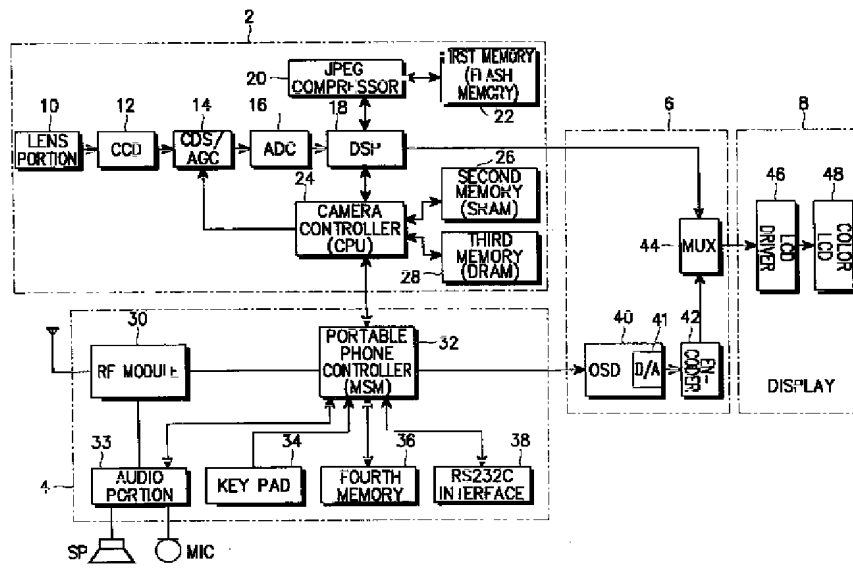 2
20
JPEG
COMPRESSOR
FIRST MEMORY
(FLASH
MEMORY)
22
10
12
14
16
18
LENS
PORTION
CCD
CDS/
AGC
ADC
DSP
24
26
CAMERA
CONTROLLER
(CPU)
SECOND
MEMORY
(SRAM)
THIRD
MEMORY
(DRAM)
28
6
8
44
MUX
46
48
LCD
DRIVER
COLOR
LCD
30
RF MODULE
PORTABLE
PHONE
CONTROLLER
(MSM)
32
40
41
42
OSD
D/A
EN-
CODER
DISPLAY
4
33
34
36
38
AUDIO
PORTION
KEY PAD
FOURTH
MEMORY
RS232C
INTERFACE
SP
MIC